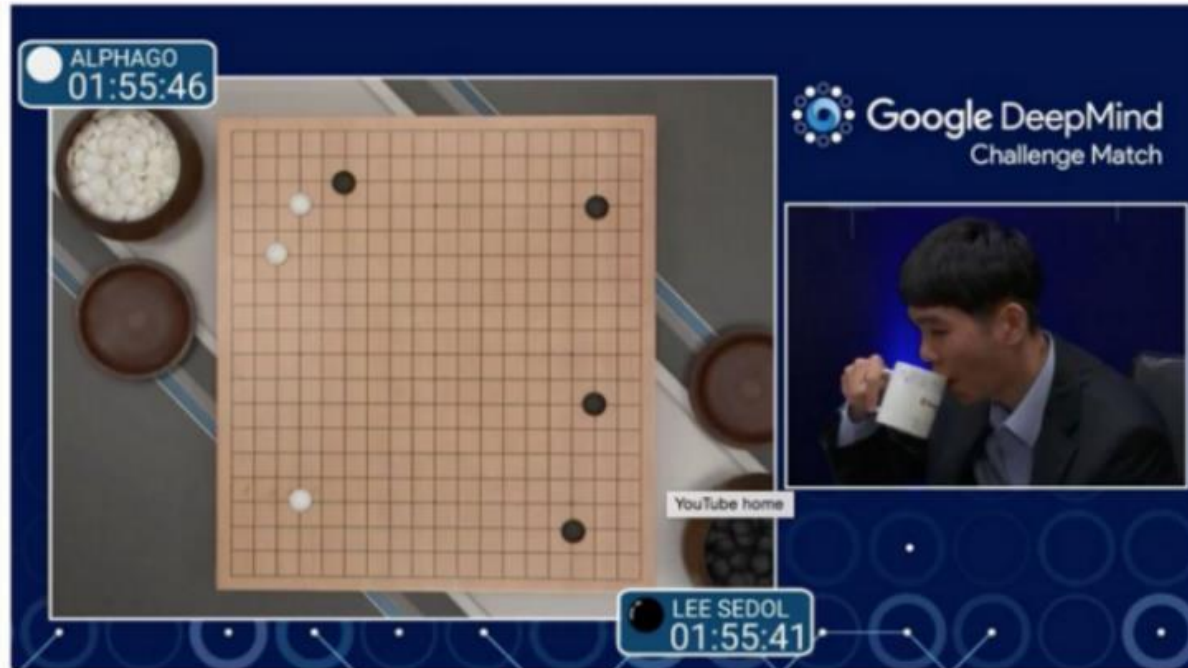 ALPHAGO
01:55:46
Google DeepMind
Challenge Match
YouTube home
LEE SEDOL
01:55:41